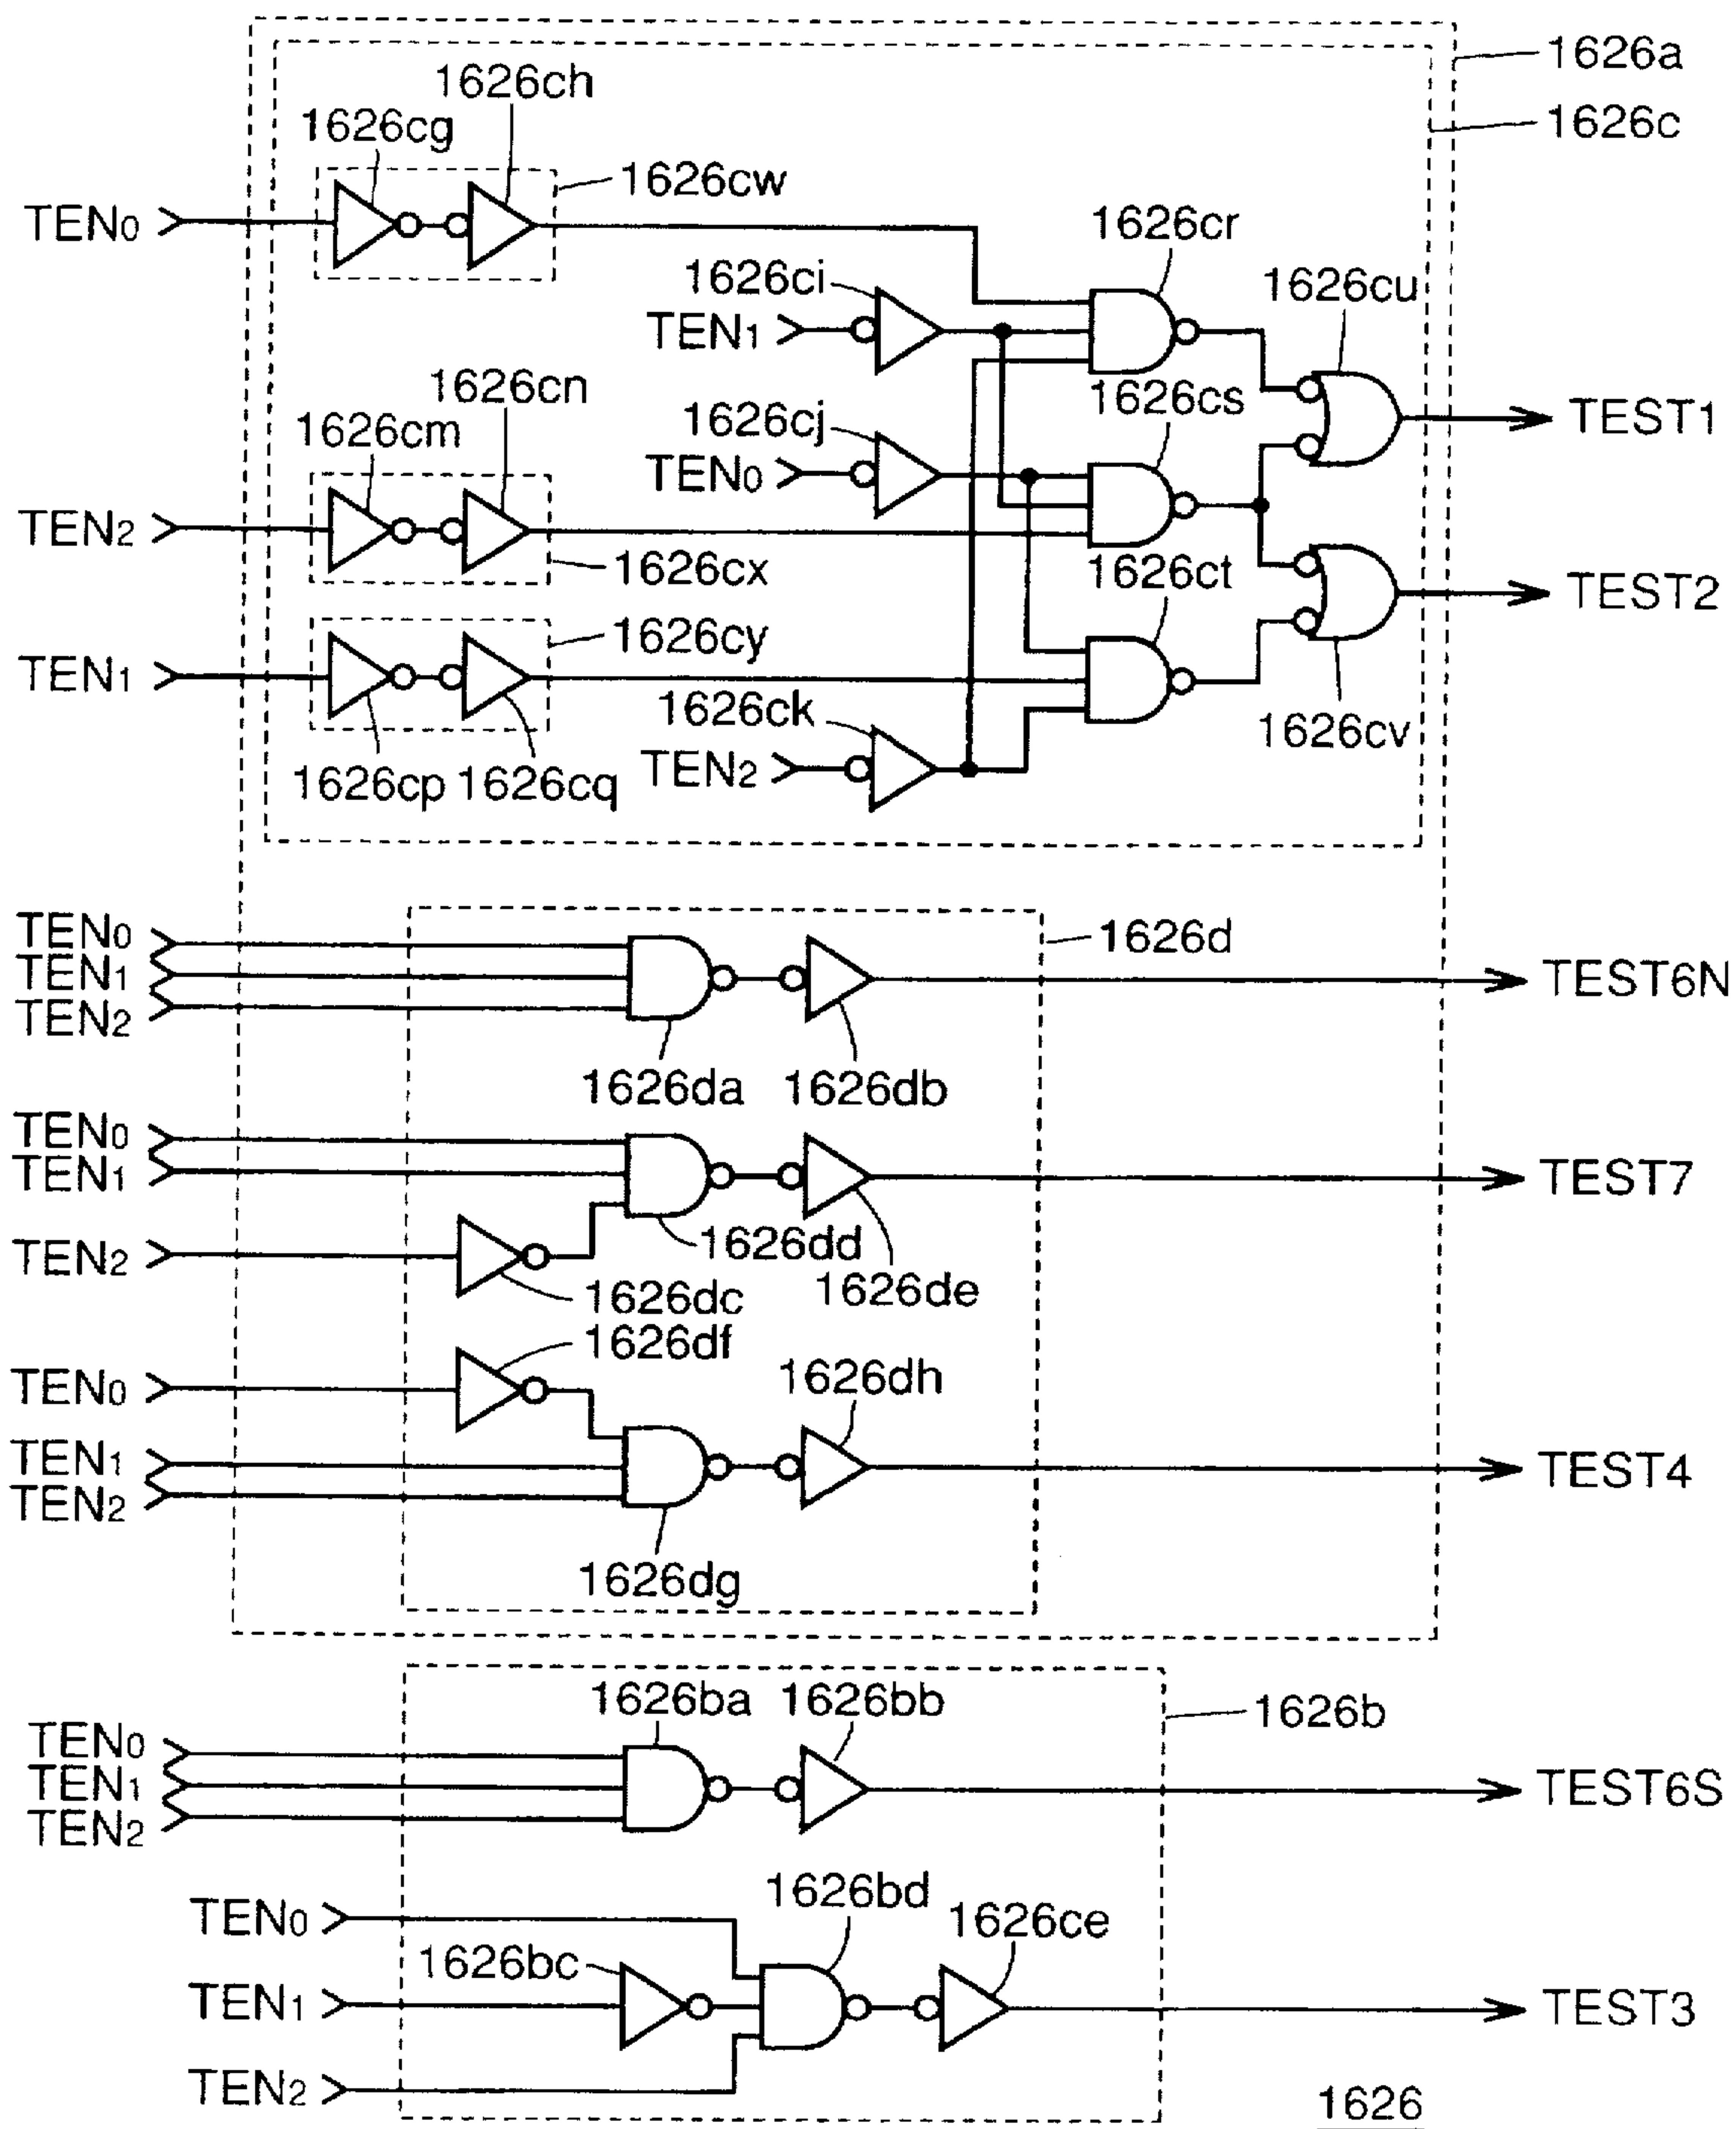 1626a
1626ch
1626c
1626cg
1626cw
TEN0
1626cr
1626ci
1626cu
TEN1
1626cn
1626cs
1626cj
TEST1
1626cm
TEN0
TEN2
1626cx
1626ct
TEST2
1626cy
TEN1
1626ck
1626cv
TEN2
1626cp 1626cq
TEN0
1626d
TEN1
TEST6N
TEN2
1626da 1626db
TEN0
TEN1
TEST7
1626dd
TEN2
1626de
1626dc
1626df
1626dh
TEN0
TEN1
TEST4
TEN2
1626dg
1626ba 1626bb
1626b
TEN0
TEN1
TEST6S
TEN2
1626bd
1626ce
TEN0
1626bc
TEN1
TEST3
TEN2
1626